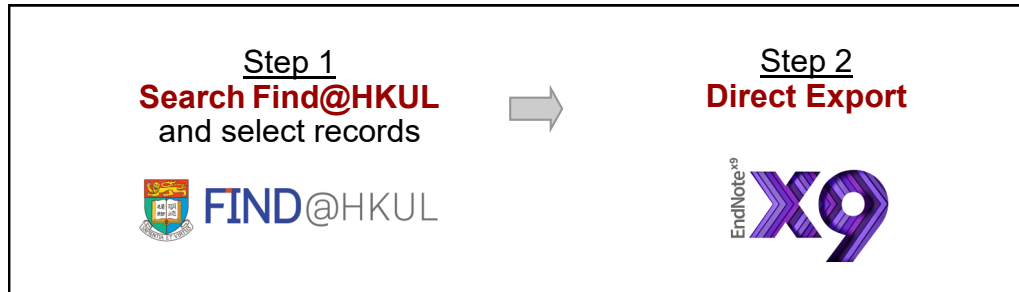 Step 1
Search Find@HKUL
and select records
FIND@HKUL
Step 2
Direct Export
EndNote x9
X9